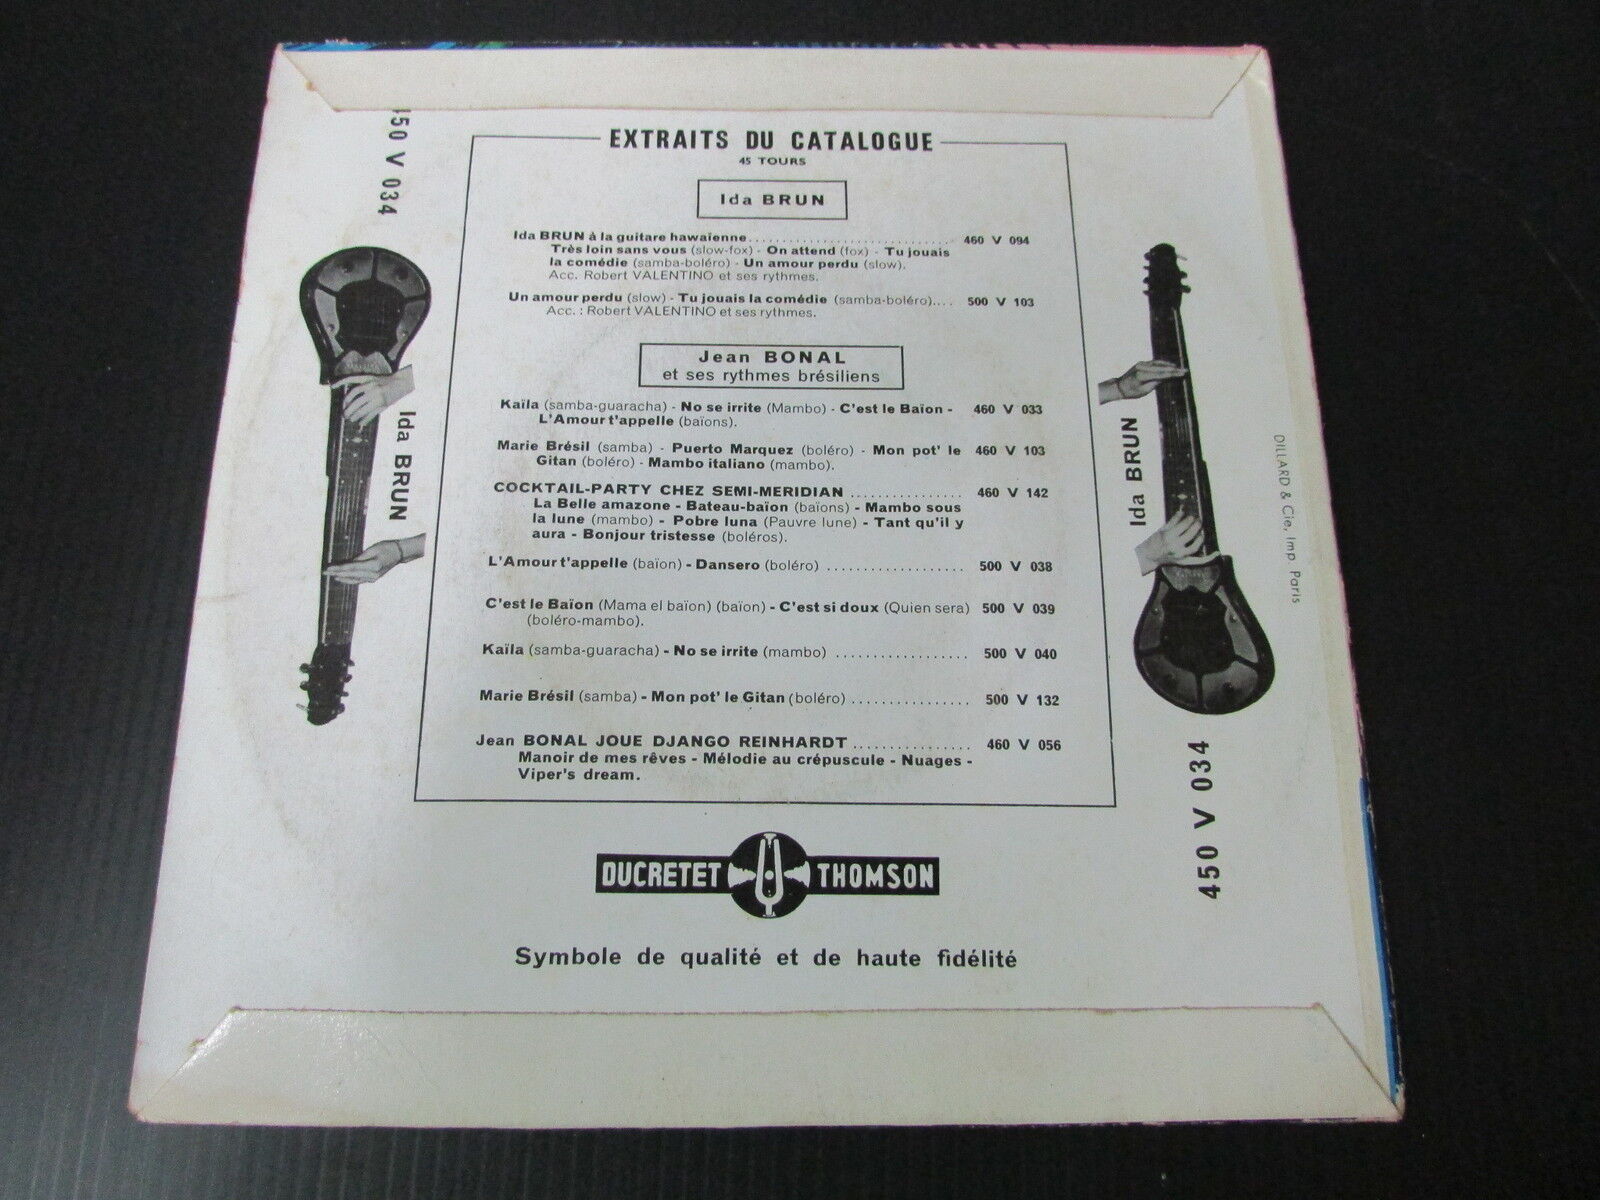 450 V 034
EXTRAITS DU CATALOGUE
45 TOURS
Ida BRUN
Ida BRUN à la guitare hawaïenne............................. 460 V 094
Très loin sans vous (slow-fox) - On attend (fox) - Tu jouais
la comédie (samba-boléro) - Un amour perdu (slow).
Acc. Robert VALENTINO et ses rythmes.
Un amour perdu (slow) - Tu jouais la comédie (samba-boléro).... 500 V 103
Acc. : Robert VALENTINO et ses rythmes.
Jean BONAL
et ses rythmes brésiliens
Kaïla (samba-guaracha) - No se irrite (Mambo) - C'est le Baïon - 460 V 033
L'Amour t'appelle (baïons).
Marie Brésil (samba) - Puerto Marquez (boléro) - Mon pot' le 460 V 103
Gitan (boléro) - Mambo italiano (mambo).
COCKTAIL-PARTY CHEZ SEMI-MERIDIAN ................ 460 V 142
La Belle amazone - Bateau-baïon (baïons) - Mambo sous
la lune (mambo) - Pobre luna (Pauvre lune) - Tant qu'il y
aura - Bonjour tristesse (boléros).
L'Amour t'appelle (baïon) - Dansero (boléro) ................... 500 V 038
C'est le Baïon (Mama el baïon) (baïon) - C'est si doux (Quien sera) 500 V 039
(boléro-mambo).
Kaïla (samba-guaracha) - No se irrite (mambo) .................. 500 V 040
Marie Brésil (samba) - Mon pot' le Gitan (boléro) ................ 500 V 132
Jean BONAL JOUE DJANGO REINHARDT ................ 460 V 056
Manoir de mes rêves - Mélodie au crépuscule - Nuages -
Viper's dream.
Ida BRUN
Ida BRUN
450 V 034
DILLARD & Cie, Imp. Paris
DUCRETET THOMSON
Symbole de qualité et de haute fidélité